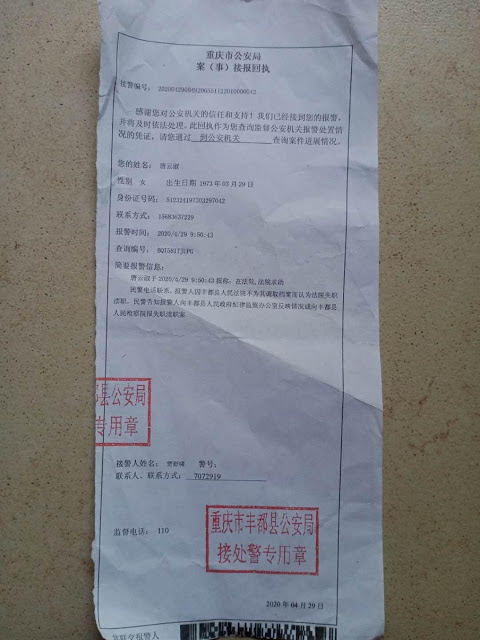 重庆市公安局
案（事）接报回执
接警编号：
感谢您对公安机关的信任和支持！我们已经接到您的报警，
并将及时依法处理。此回执作为您查询监督公安机关报警处置情
况的凭证，请您通过 到公安机关 查询案件进展情况。
您的姓名： 唐云淑
性别 女 出生日期 1973年03月29日
身份证号码： 512324197303297042
联系方式： 15683637229
报警时间： 2020/4/29 9:50:43
查询编号：
简要报警信息：
唐云淑于2020/4/29 9:50:43报称：在法院，法院求助
民警电话联系，报警人因丰都县人民法院不为其调取档案而认为法院失职
渎职。民警告知报警人向丰都县人民政府纪律监察办公室反映情况或向丰都县
人民检察院报失职渎职案
县公安局
专用章
接警人姓名： 警号：
联系人、联系方式： 7072919
重庆市丰都县公安局
接处警专用章
监督电话： 110
2020年04月29日
此联交报警人